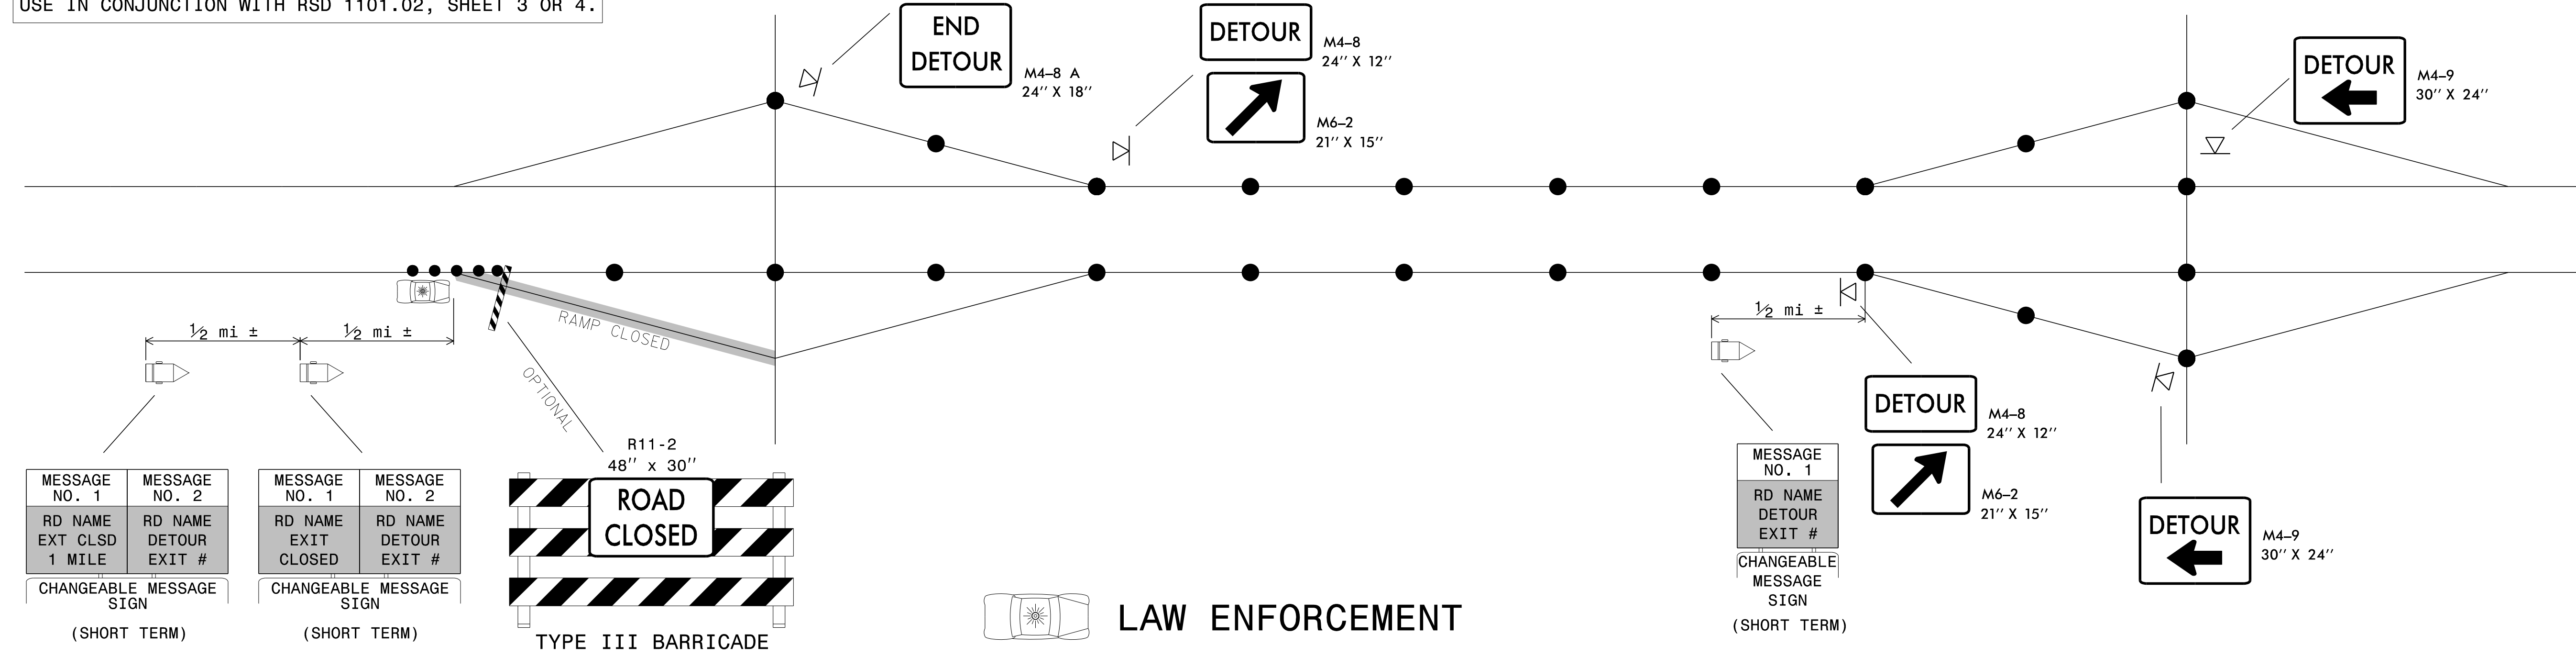 USE IN CONJUNCTION WITH RSD 1101.02, SHEET 3 OR 4.
END
DETOUR
M4–8 A
24″ X 18″
DETOUR
M4–8
24″ X 12″
M6–2
21″ X 15″
DETOUR
M4–9
30″ X 24″
1/2 mi ±
1/2 mi ±
RAMP CLOSED
OPTIONAL
1/2 mi ±
MESSAGE
NO. 1
RD NAME
EXT CLSD
1 MILE
MESSAGE
NO. 2
RD NAME
DETOUR
EXIT #
CHANGEABLE MESSAGE
SIGN
(SHORT TERM)
MESSAGE
NO. 1
RD NAME
EXIT
CLOSED
MESSAGE
NO. 2
RD NAME
DETOUR
EXIT #
CHANGEABLE MESSAGE
SIGN
(SHORT TERM)
R11-2
48″ x 30″
ROAD
CLOSED
TYPE III BARRICADE
LAW ENFORCEMENT
MESSAGE
NO. 1
RD NAME
DETOUR
EXIT #
CHANGEABLE
MESSAGE
SIGN
(SHORT TERM)
DETOUR
M4–8
24″ X 12″
M6–2
21″ X 15″
DETOUR
M4–9
30″ X 24″